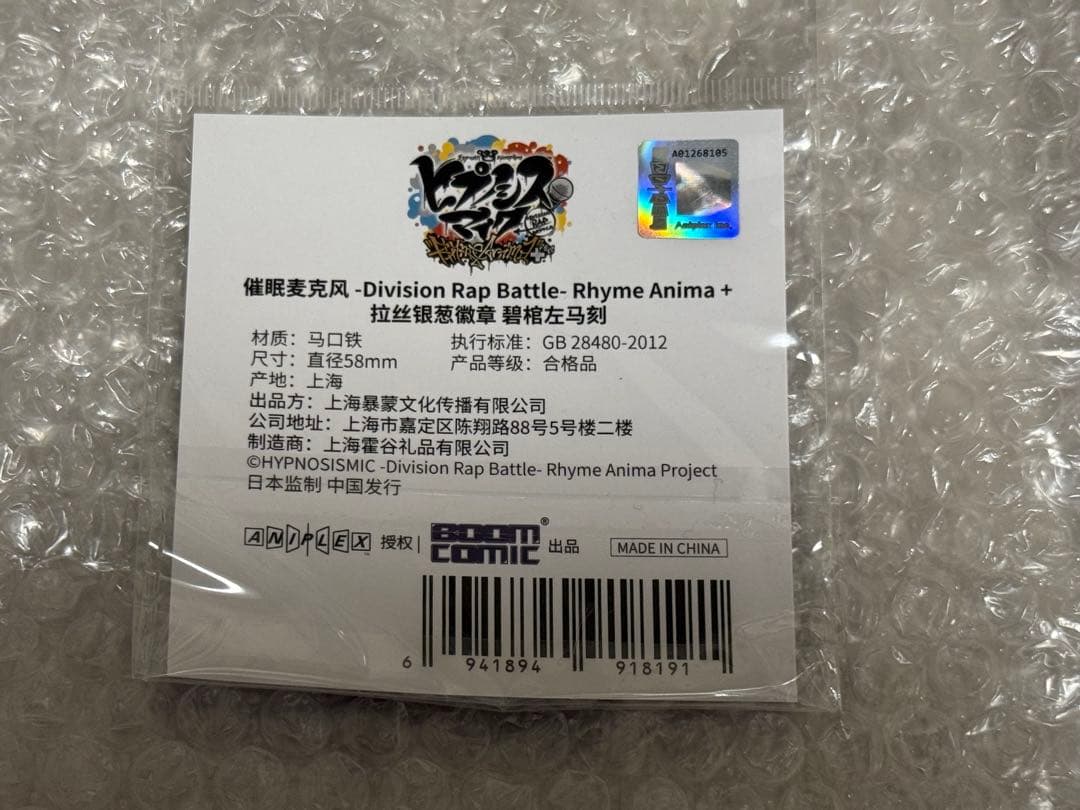 ヒプノシス
マイク
RAP
Rhyme Anima+
A01268105
Aniplex Inc.
催眠麦克风 -Division Rap Battle- Rhyme Anima +
拉丝银葱徽章 碧棺左马刻
材质：马口铁 执行标准：GB 28480-2012
尺寸：直径58mm 产品等级：合格品
产地：上海
出品方：上海暴蒙文化传播有限公司
公司地址：上海市嘉定区陈翔路88号5号楼二楼
制造商：上海霍谷礼品有限公司
©HYPNOSISMIC -Division Rap Battle- Rhyme Anima Project
日本监制 中国发行
ANIPLEX 授权 | BOOM COMIC® 出品 MADE IN CHINA
6 941894 918191